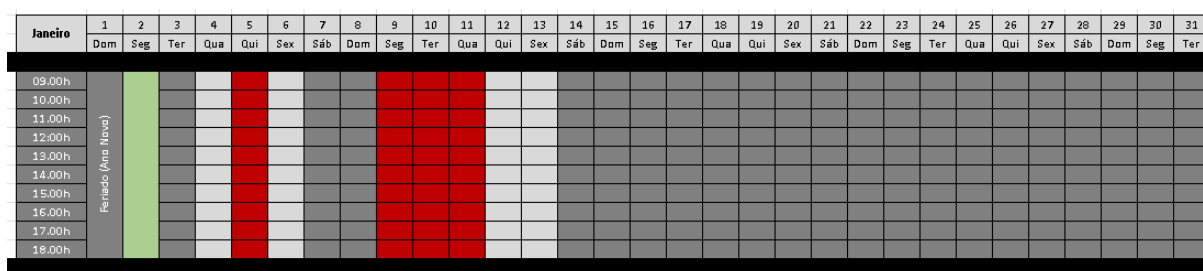 Janeiro 1 2 3 4 5 6 7 8 9 10 11 12 13 14 15 16 17 18 19 20 21 22 23 24 25 26 27 28 29 30 31
Dom Seg Ter Qua Qui Sex Sáb Dom Seg Ter Qua Qui Sex Sáb Dom Seg Ter Qua Qui Sex Sáb Dom Seg Ter Qua Qui Sex Sáb Dom Seg Ter
Feriado (Ano Novo)
09.00h
10.00h
11.00h
12:00h
13.00h
14.00h
15.00h
16.00h
17.00h
18.00h